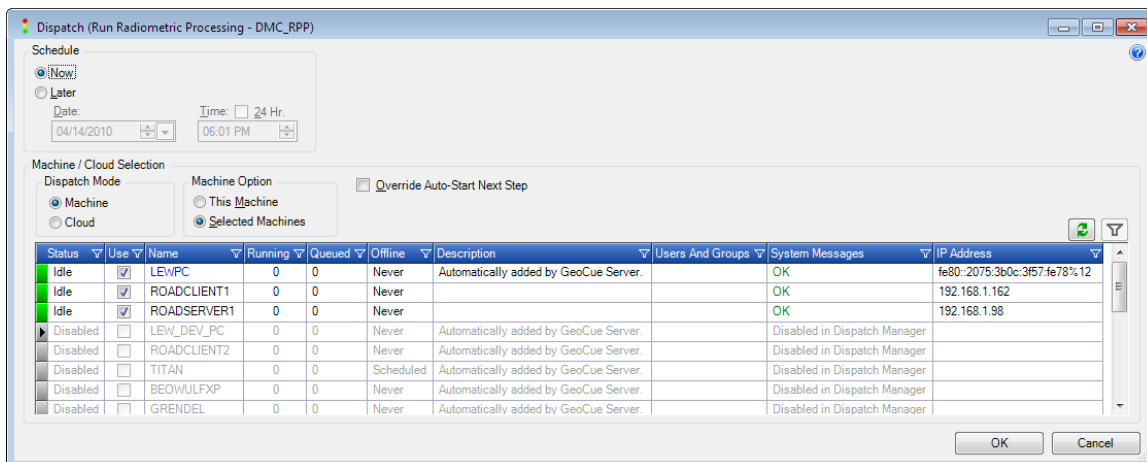 Dispatch (Run Radiometric Processing - DMC_RPP)
Schedule
Now
Later
Date: Time: 24 Hr.
04/14/2010 06:01 PM
Machine / Cloud Selection
Dispatch Mode Machine Option Override Auto-Start Next Step
Machine This Machine
Cloud Selected Machines
Status Use Name Running Queued Offline Description Users And Groups System Messages IP Address
Idle LEWPC 0 0 Never Automatically added by GeoCue Server. OK fe80::2075:3b0c:3f57:fe78%12
Idle ROADCLIENT1 0 0 Never OK 192.168.1.162
Idle ROADSERVER1 0 0 Never OK 192.168.1.98
Disabled LEW_DEV_PC 0 0 Never Automatically added by GeoCue Server. Disabled in Dispatch Manager
Disabled ROADCLIENT2 0 0 Never Automatically added by GeoCue Server. Disabled in Dispatch Manager
Disabled TITAN 0 0 Scheduled Automatically added by GeoCue Server. Disabled in Dispatch Manager
Disabled BEOWULFXP 0 0 Never Automatically added by GeoCue Server. Disabled in Dispatch Manager
Disabled GRENDEL 0 0 Never Automatically added by GeoCue Server. Disabled in Dispatch Manager
OK Cancel